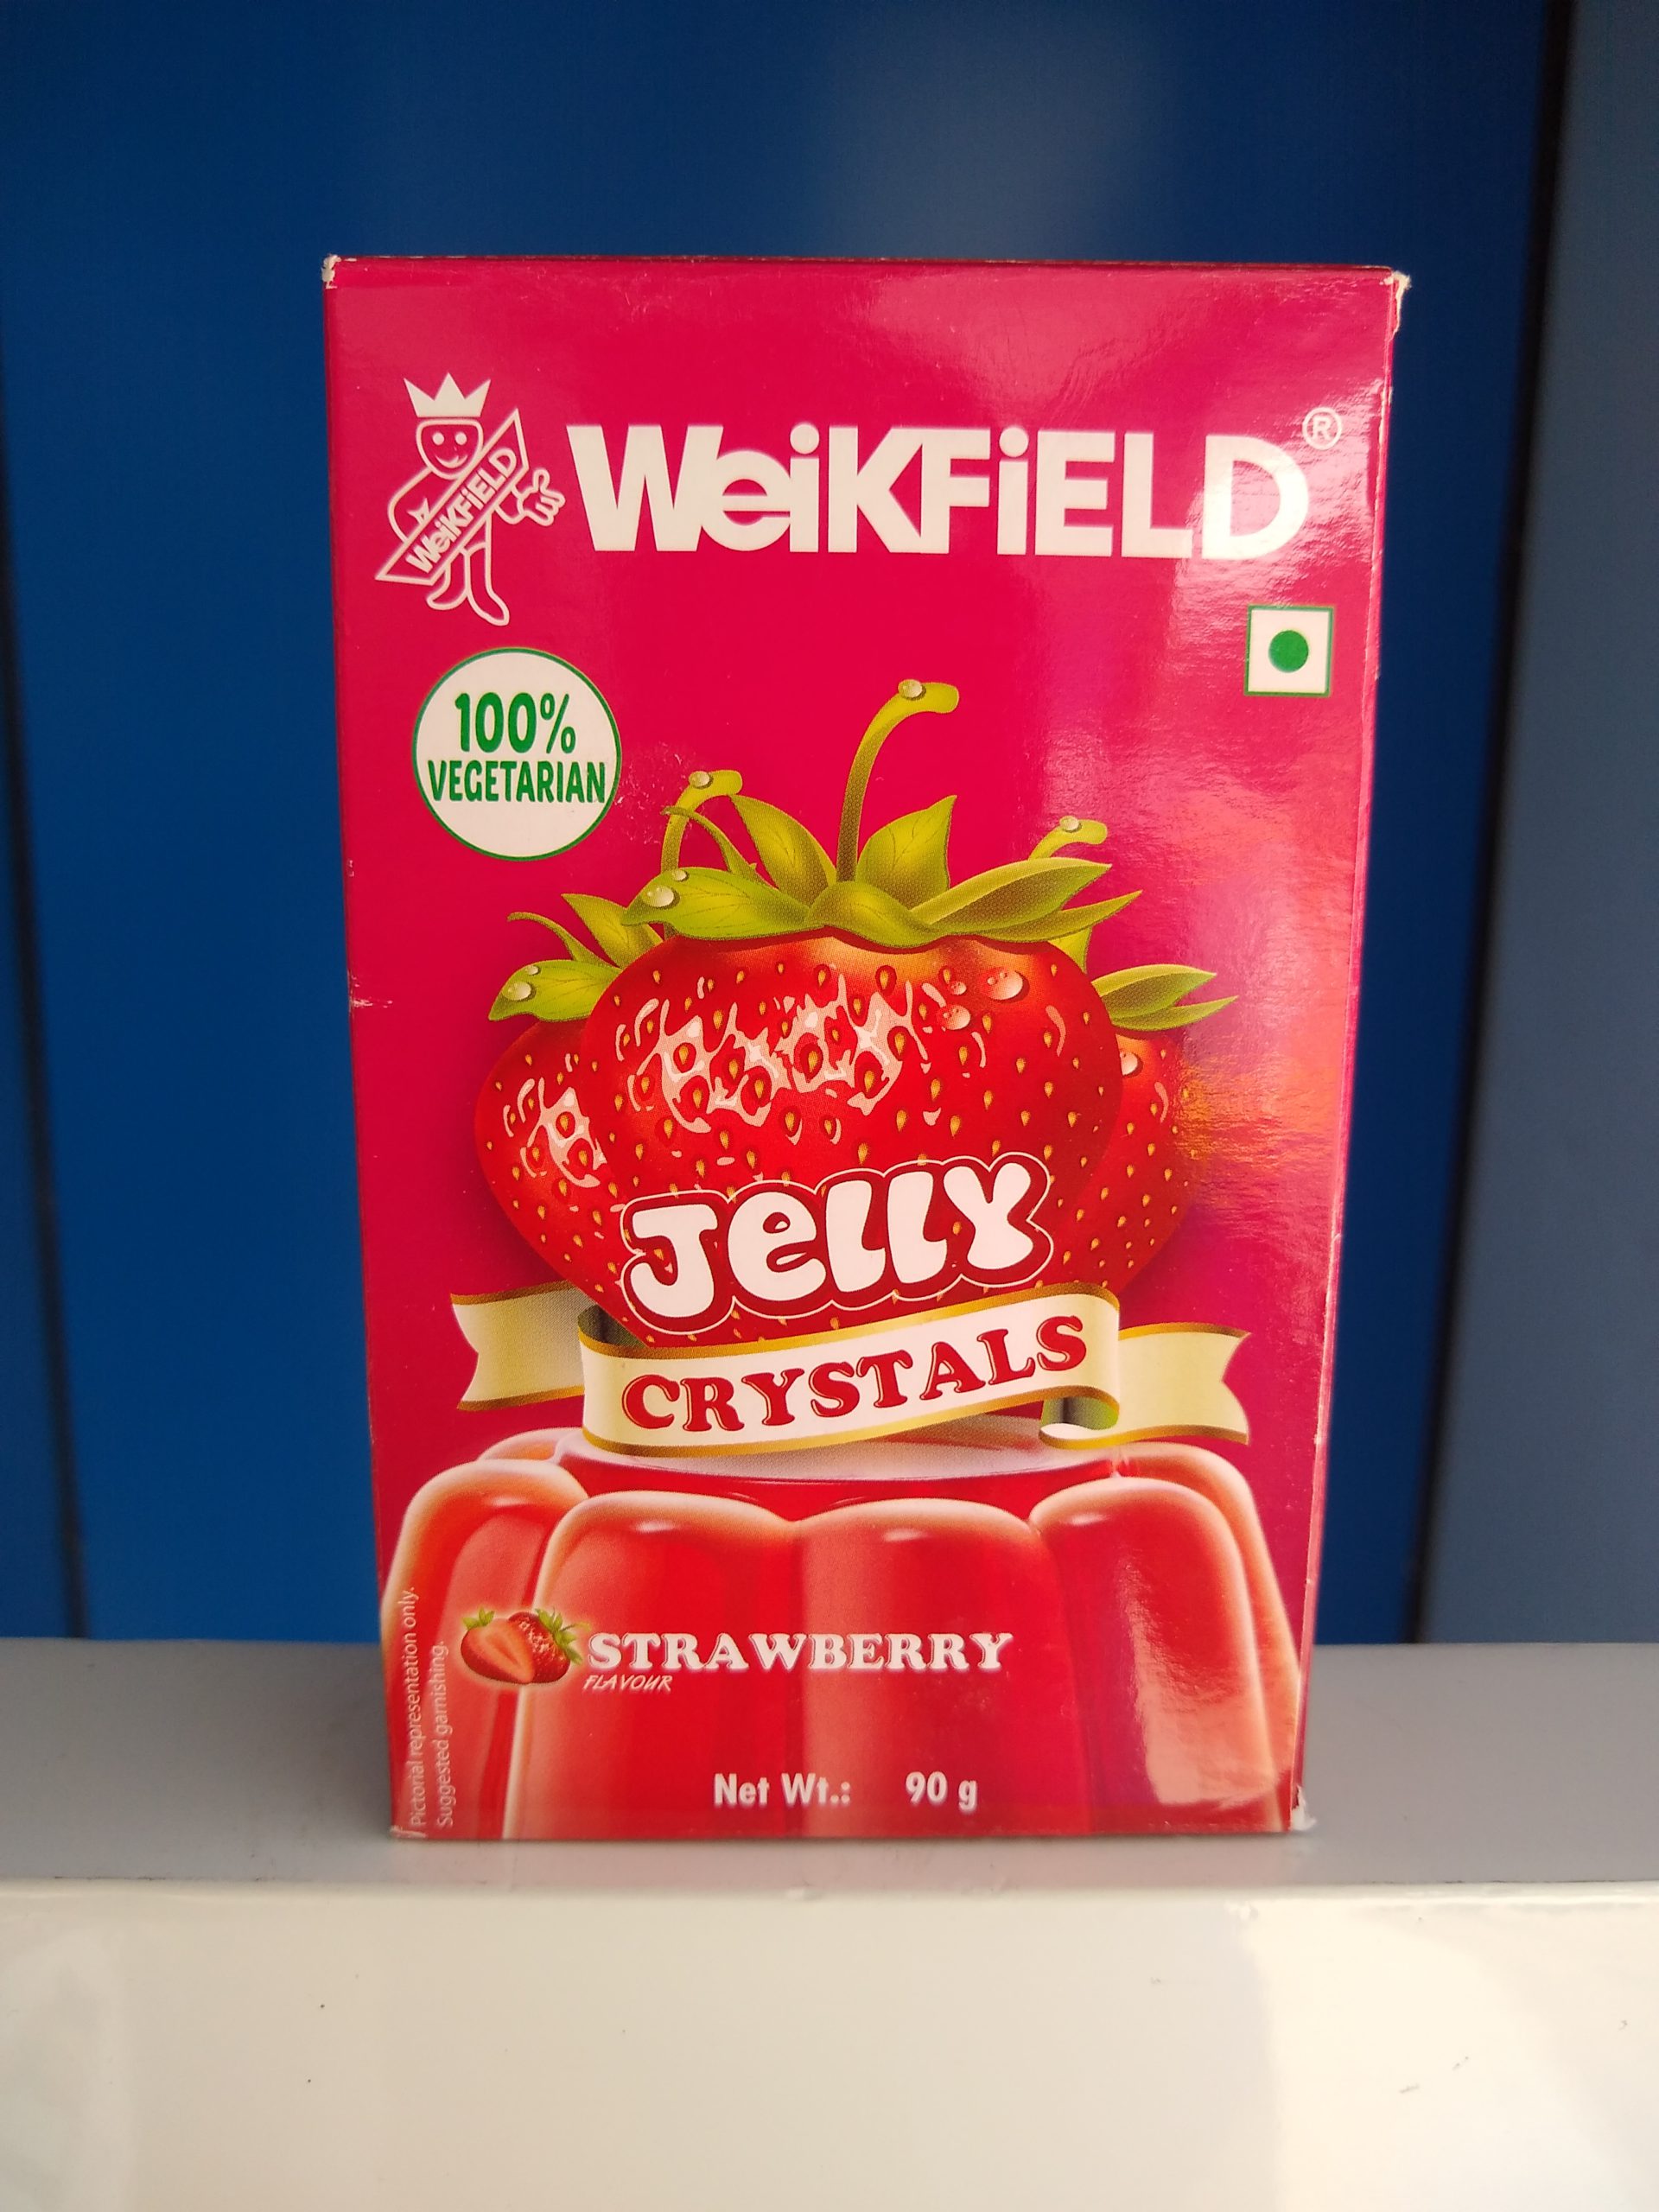 WeiKFiELD
WeiKFiELD®
100%
VEGETARIAN
Jelly
CRYSTALS
STRAWBERRY
FLAVOUR
Pictorial representation only.
Suggested garnishing.
Net Wt.: 90 g